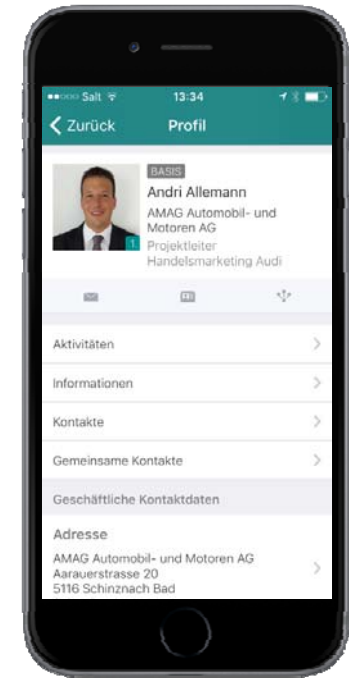 Salt 13:34
Zurück Profil
BASIS
Andri Allemann
AMAG Automobil- und
Motoren AG
1
Projektleiter
Handelsmarketing Audi
Aktivitäten
Informationen
Kontakte
Gemeinsame Kontakte
Geschäftliche Kontaktdaten
Adresse
AMAG Automobil- und Motoren AG
Aarauerstrasse 20
5116 Schinznach Bad